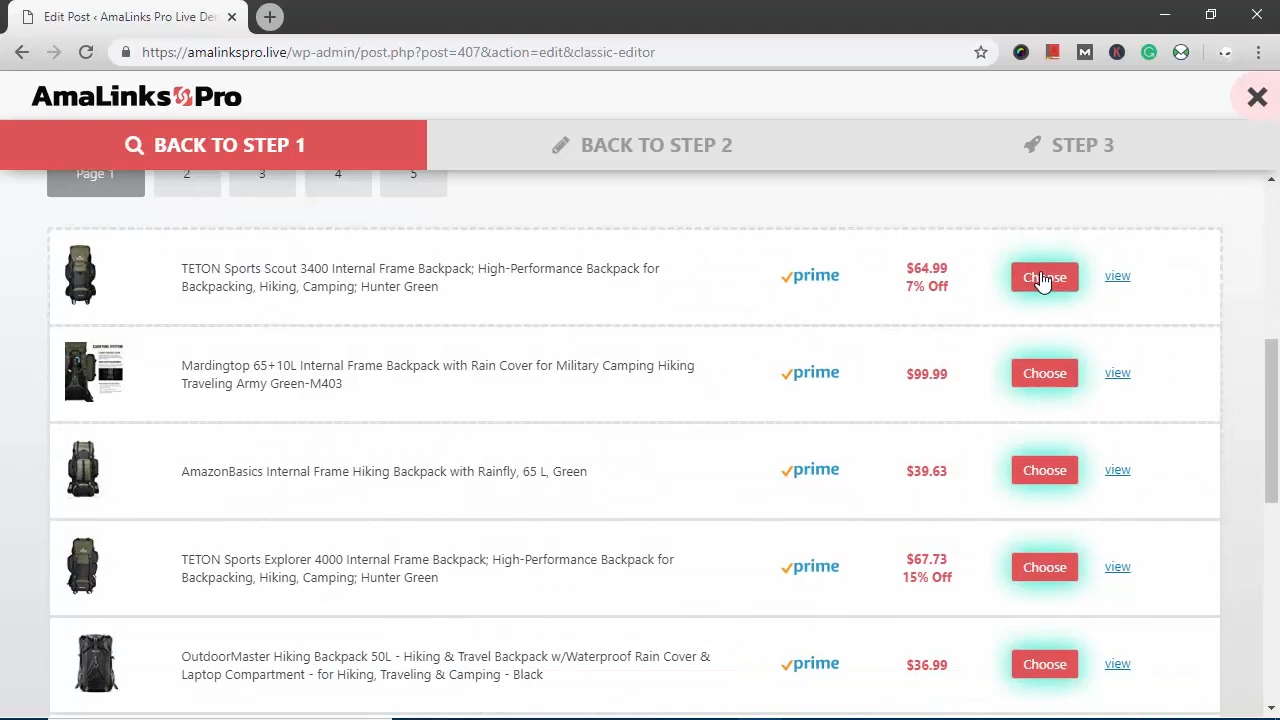 Edit Post ‹ AmaLinks Pro Live De
https://amalinkspro.live/wp-admin/post.php?post=407&action=edit&classic-editor
AmaLinks Pro
BACK TO STEP 1
BACK TO STEP 2
STEP 3
Page 1
2
3
4
5
TETON Sports Scout 3400 Internal Frame Backpack; High-Performance Backpack for
Backpacking, Hiking, Camping; Hunter Green
prime
$64.99
7% Off
Choose
view
Mardingtop 65+10L Internal Frame Backpack with Rain Cover for Military Camping Hiking
Traveling Army Green-M403
prime
$99.99
Choose
view
AmazonBasics Internal Frame Hiking Backpack with Rainfly, 65 L, Green
prime
$39.63
Choose
view
TETON Sports Explorer 4000 Internal Frame Backpack; High-Performance Backpack for
Backpacking, Hiking, Camping; Hunter Green
prime
$67.73
15% Off
Choose
view
OutdoorMaster Hiking Backpack 50L - Hiking & Travel Backpack w/Waterproof Rain Cover &
Laptop Compartment - for Hiking, Traveling & Camping - Black
prime
$36.99
Choose
view